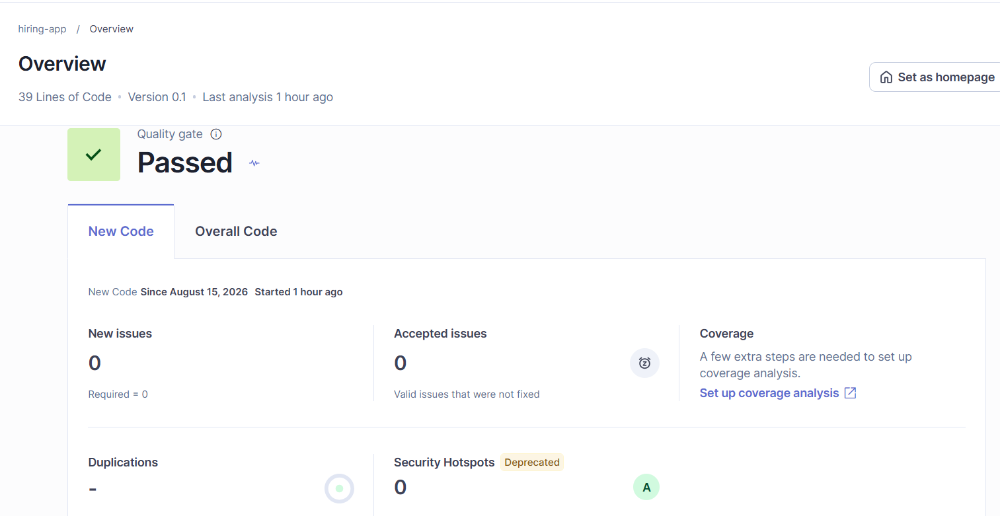 hiring-app / Overview
Overview
Set as homepage
39 Lines of Code • Version 0.1 • Last analysis 1 hour ago
Quality gate
Passed
New Code
Overall Code
New Code Since August 15, 2026 Started 1 hour ago
New issues
0
Required = 0
Accepted issues
0
Valid issues that were not fixed
Coverage
A few extra steps are needed to set up
coverage analysis.
Set up coverage analysis
Duplications
-
Security Hotspots Deprecated
0
A